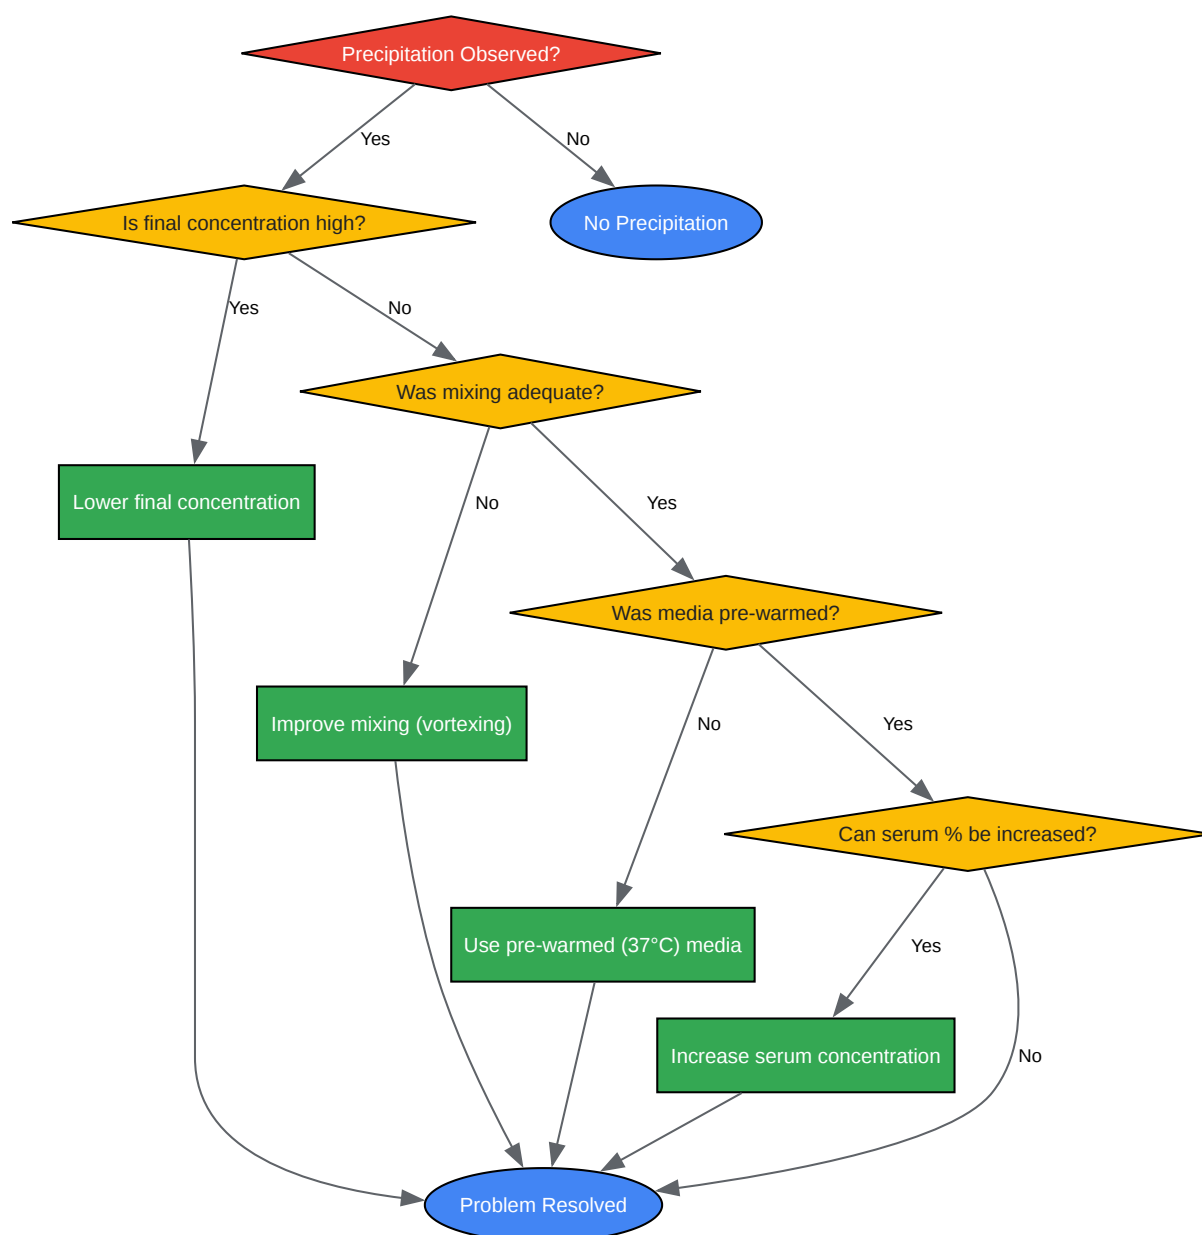 Precipitation Observed?
Yes
No
Is final concentration high?
No Precipitation
Yes
No
Was mixing adequate?
Lower final concentration
No
Yes
Was media pre-warmed?
Improve mixing (vortexing)
No
Yes
Can serum % be increased?
Use pre-warmed (37°C) media
Yes
Increase serum concentration
No
Problem Resolved